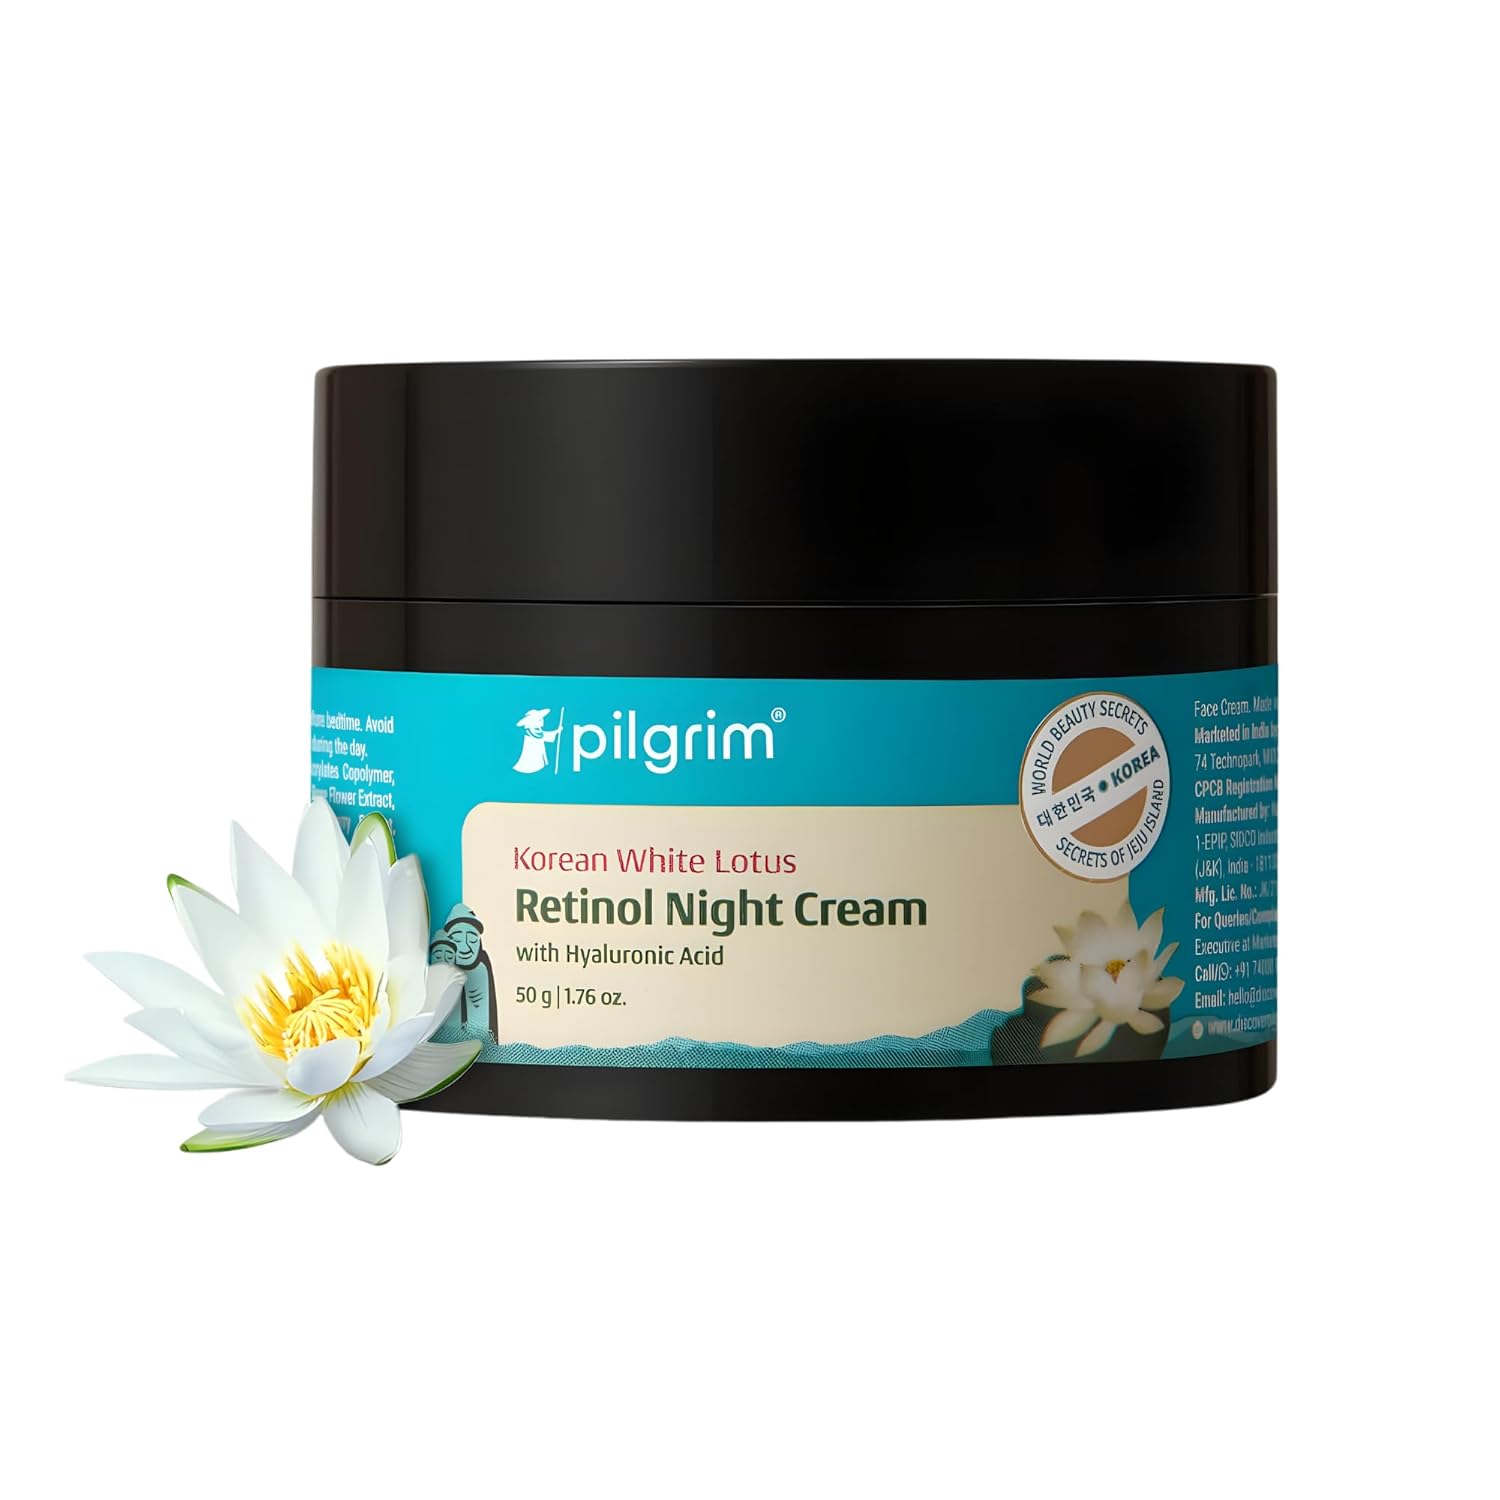 pilgrim®
Korean White Lotus
Retinol Night Cream
with Hyaluronic Acid
50 g | 1.76 oz.
WORLD BEAUTY SECRETS
대한민국 • KOREA
SECRETS OF JEJU ISLAND
bedtime. Avoid
during the day.
Copolymer,
Flower Extract,
Face Cream.
Marketed
74 Technopark,
CPCB Registration
Manufactured by:
1-EPIP, SIDCO
(J&K), India -
Mfg. Lic. No.:
For Queries/
Executive at
Call/ : +91
Email: